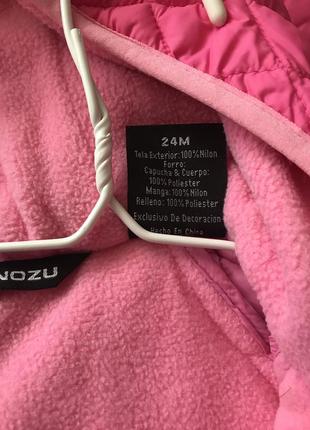 24M
Tela Exterior:100%Nilon
Forro:
Capucha & Cuerpo:
100% Poliester
Manga: 100% Nilon
Relleno: 100% Poliester
Exclusivo De Decoracion
Hecho En China
NOZU